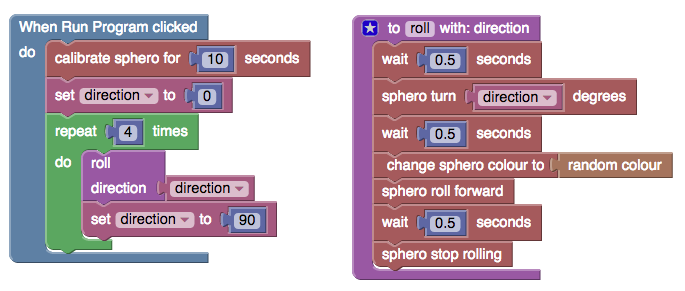 When Run Program clicked
do
calibrate sphero for 10 seconds
set direction to 0
repeat 4 times
do roll
direction direction
set direction to 90
to roll with: direction
wait 0.5 seconds
sphero turn direction degrees
wait 0.5 seconds
change sphero colour to random colour
sphero roll forward
wait 0.5 seconds
sphero stop rolling